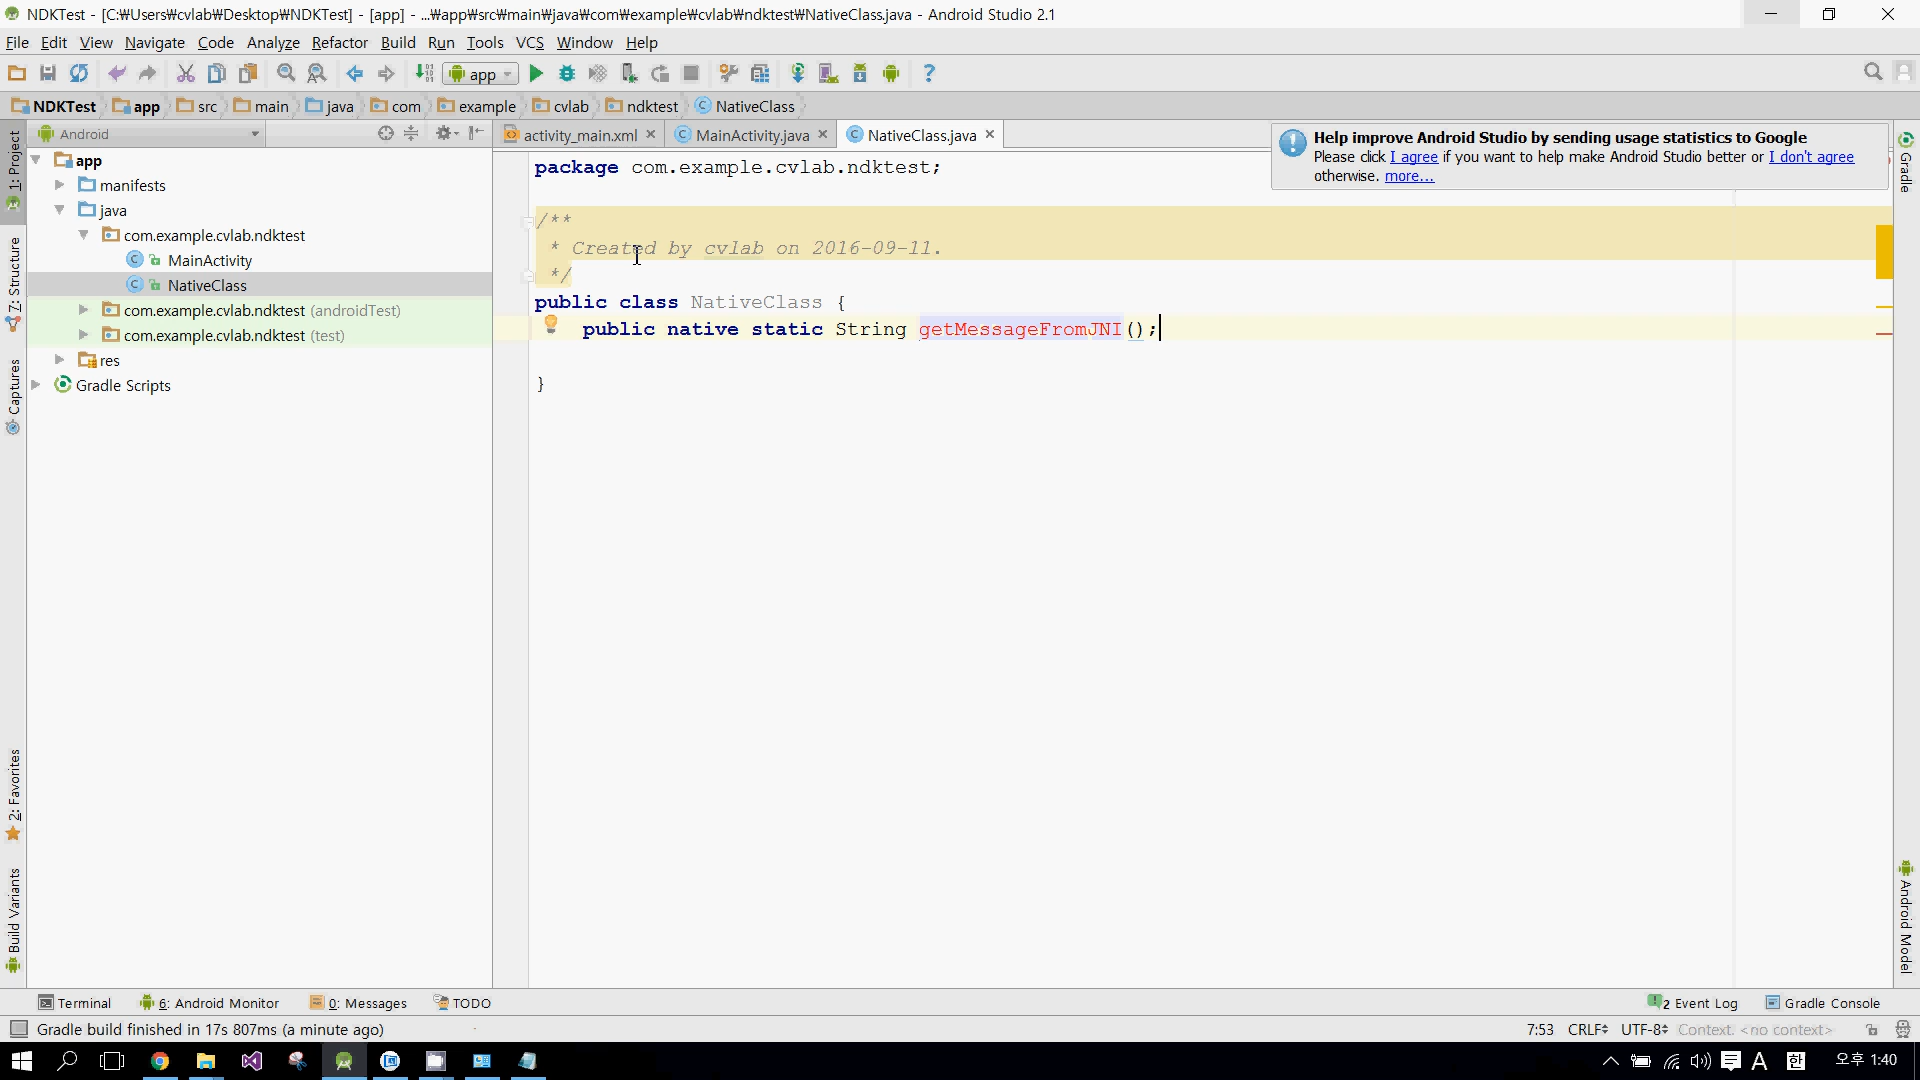 NDKTest - [C:₩Users₩cvlab₩Desktop₩NDKTest] - [app] - ...₩app₩src₩main₩java₩com₩example₩cvlab₩ndktest₩NativeClass.java - Android Studio 2.1
File Edit View Navigate Code Analyze Refactor Build Run Tools VCS Window Help
app
NDKTest app src main java com example cvlab ndktest NativeClass
Android
activity_main.xml MainActivity.java NativeClass.java
Help improve Android Studio by sending usage statistics to Google
Please click I agree if you want to help make Android Studio better or I don't agree
otherwise. more...
1: Project
Z: Structure
Captures
2: Favorites
Build Variants
app
manifests
java
com.example.cvlab.ndktest
MainActivity
NativeClass
com.example.cvlab.ndktest (androidTest)
com.example.cvlab.ndktest (test)
res
Gradle Scripts
package com.example.cvlab.ndktest;
/**
* Created by cvlab on 2016-09-11.
*/
public class NativeClass {
public native static String getMessageFromJNI();
}
Gradle
Android Model
Terminal 6: Android Monitor 0: Messages TODO 2 Event Log Gradle Console
Gradle build finished in 17s 807ms (a minute ago) 7:53 CRLF UTF-8 Context: <no context>
A 한 오후 1:40